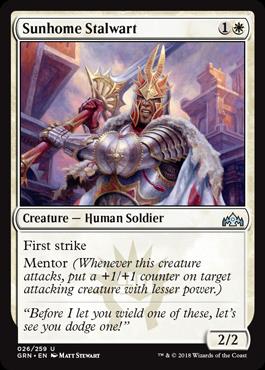 Sunhome Stalwart 1
Creature — Human Soldier
First strike
Mentor (Whenever this creature
attacks, put a +1/+1 counter on target
attacking creature with lesser power.)
“Before I let you wield one of these, let’s
see you dodge one!”
2/2
026/259 U
GRN • EN Matt Stewart
™ & © 2018 Wizards of the Coast